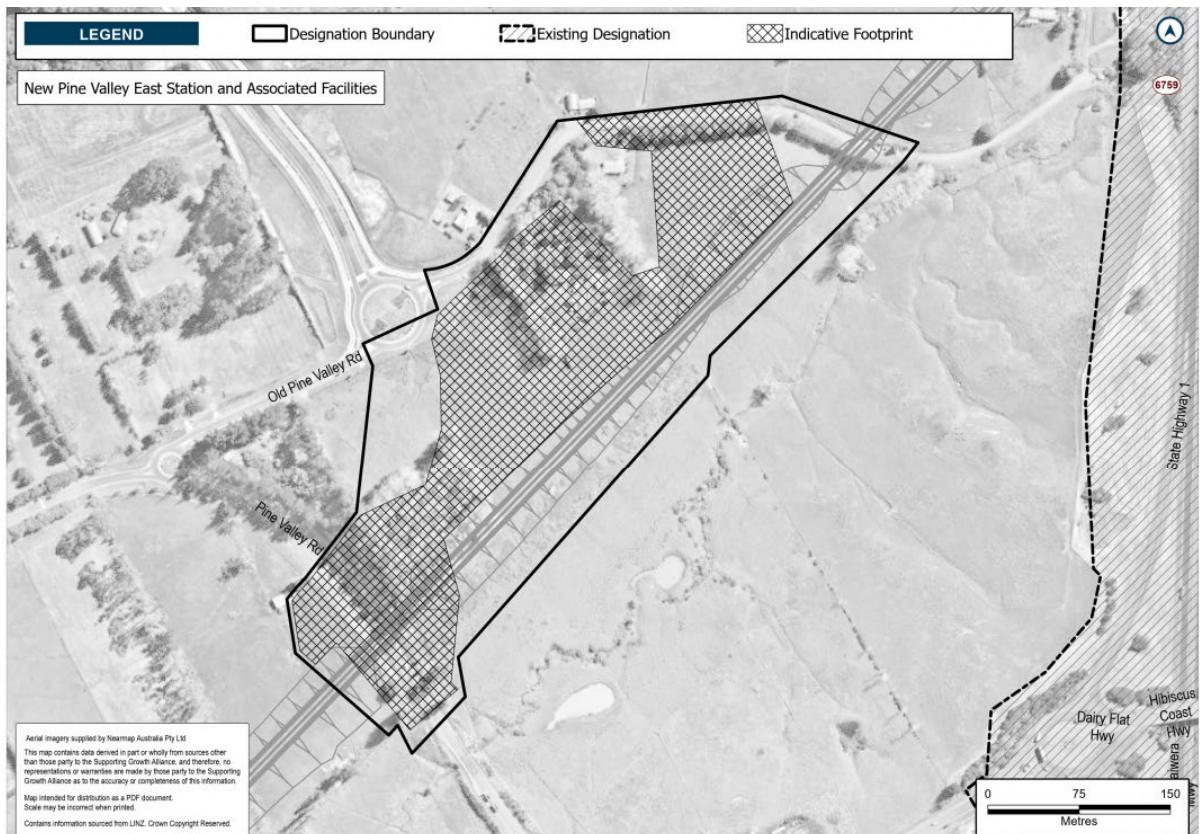 LEGEND
Designation Boundary
Existing Designation
Indicative Footprint
New Pine Valley East Station and Associated Facilities
6759
Old Pine Valley Rd
Pine Valley Rd
State Highway 1
Dairy Flat
Hwy
Hibiscus
Coast
Hwy
Aerial imagery supplied by Nearmap Australia Pty Ltd
This map contains data derived in part or wholly from sources other
than those party to the Supporting Growth Alliance, and therefore, no
representations or warranties are made by those party to the Supporting
Growth Alliance as to the accuracy or completeness of this information.
Map intended for distribution as a PDF document.
Scale may be incorrect when printed.
Contains information sourced from LINZ. Crown Copyright Reserved.
0 75 150
Metres